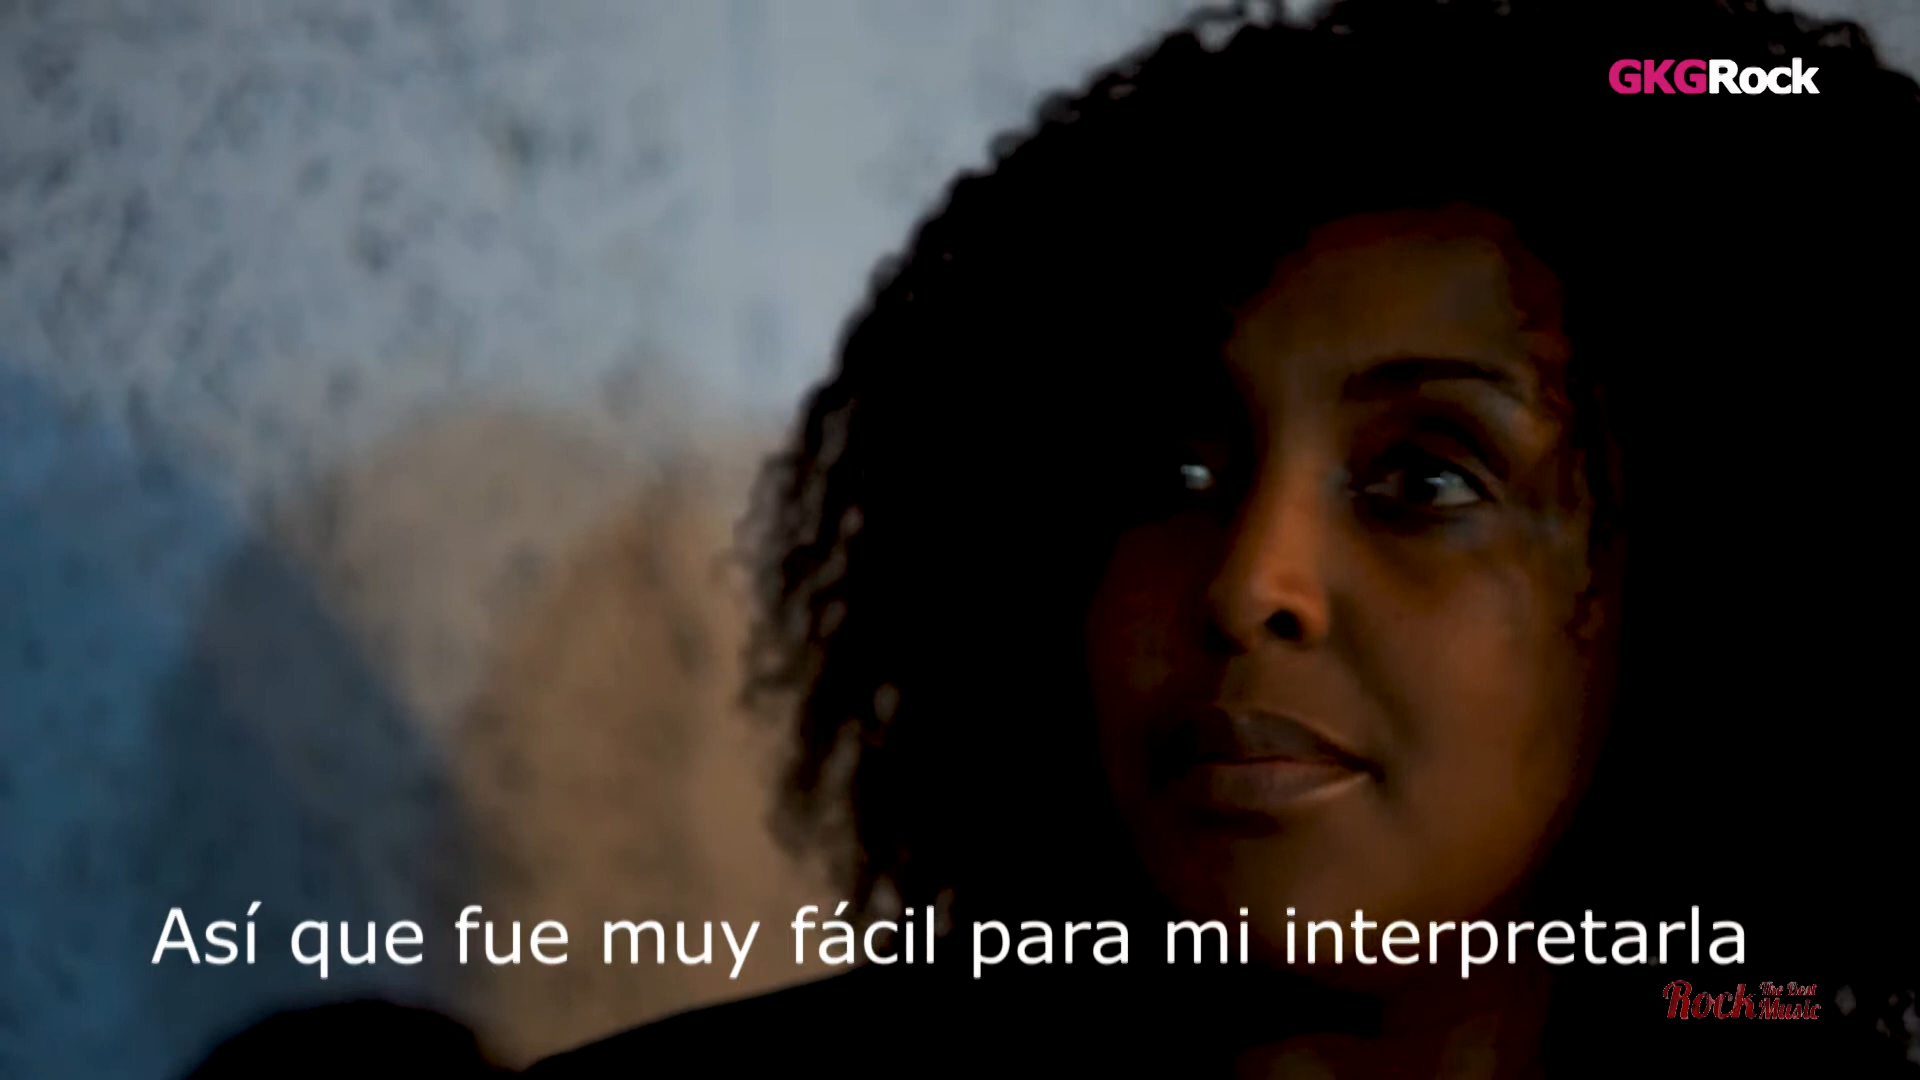 GKGRock
Así que fue muy fácil para mi interpretarla
Rock The Best Music